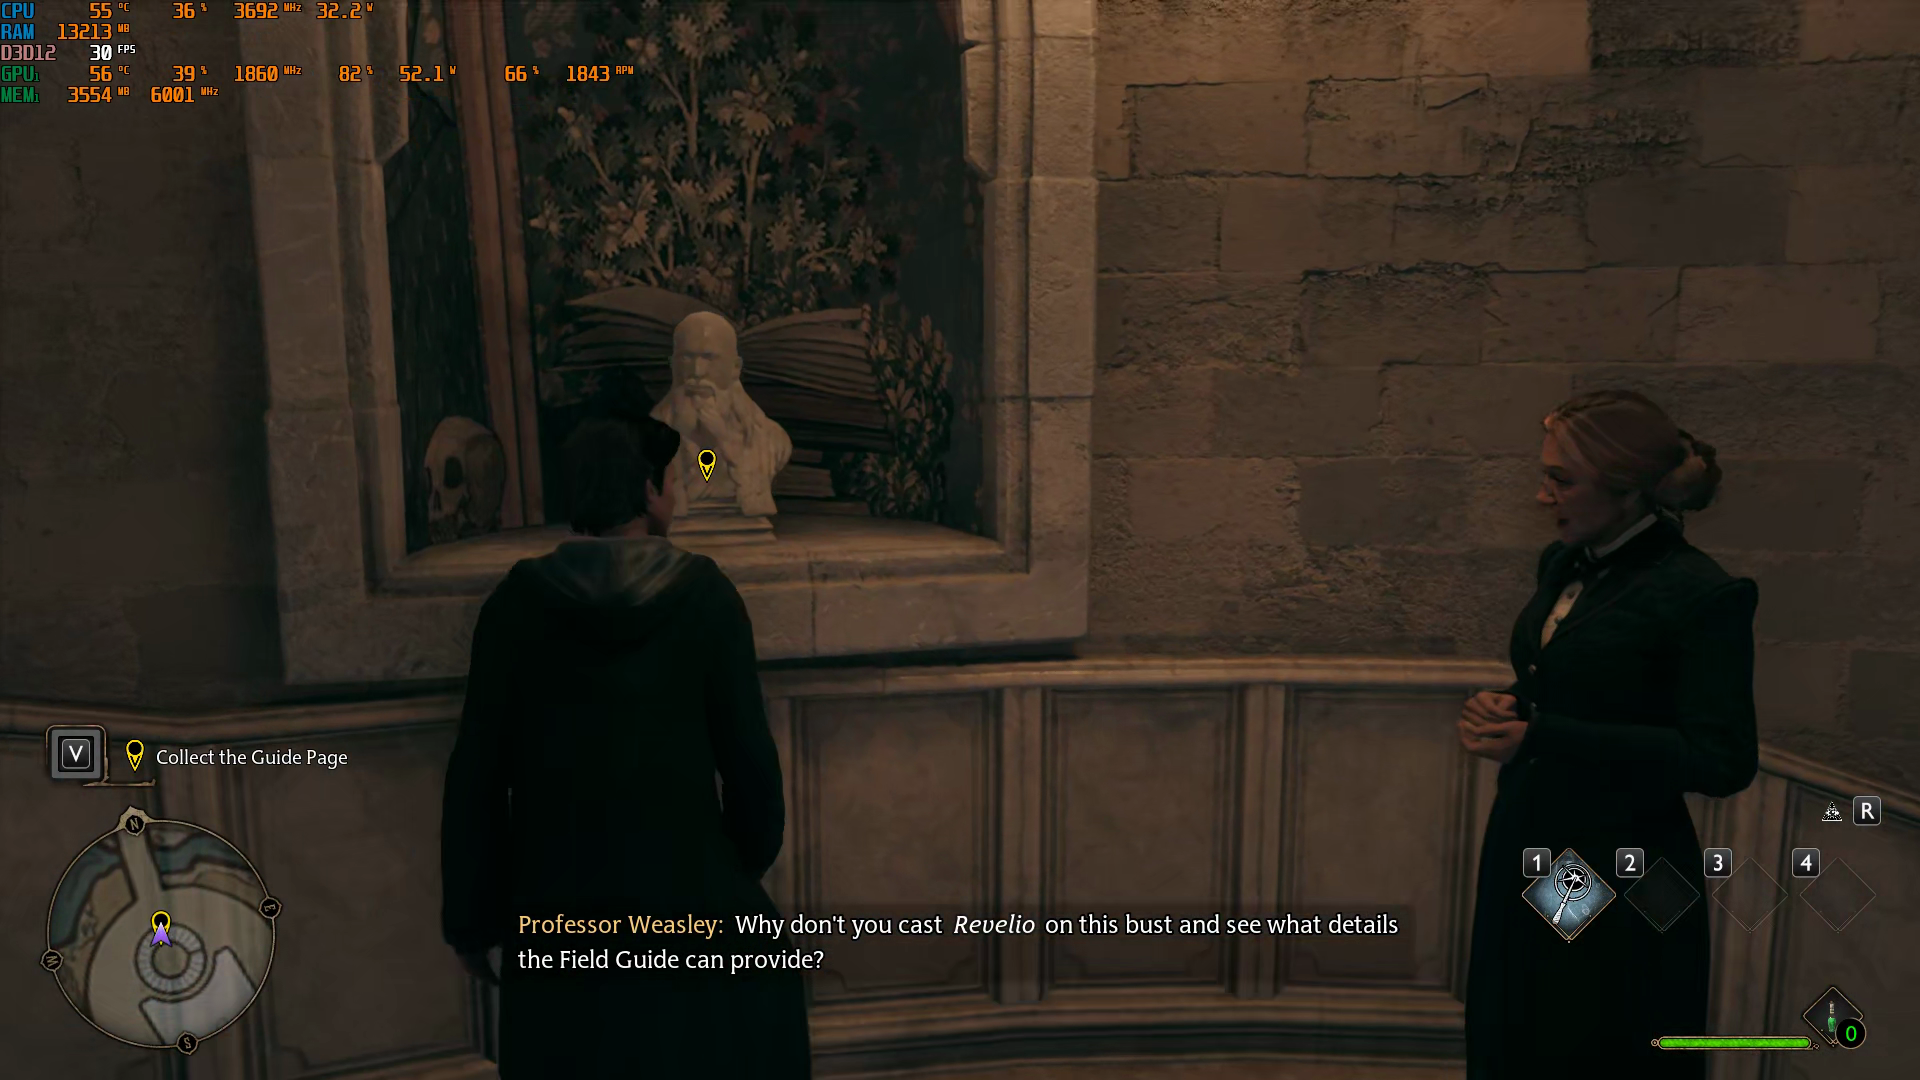 CPU 55 °C 36 % 3692 MHz 32.2 W
RAM 13213 MB
D3D12 30 FPS
GPU1 56 °C 39 % 1860 MHz 82 % 52.1 W 66 % 1843 RPM
MEM1 3554 MB 6001 MHz
V Collect the Guide Page
N
E
W
S
R
1 2 3 4
Professor Weasley: Why don't you cast Revelio on this bust and see what details
the Field Guide can provide?
0